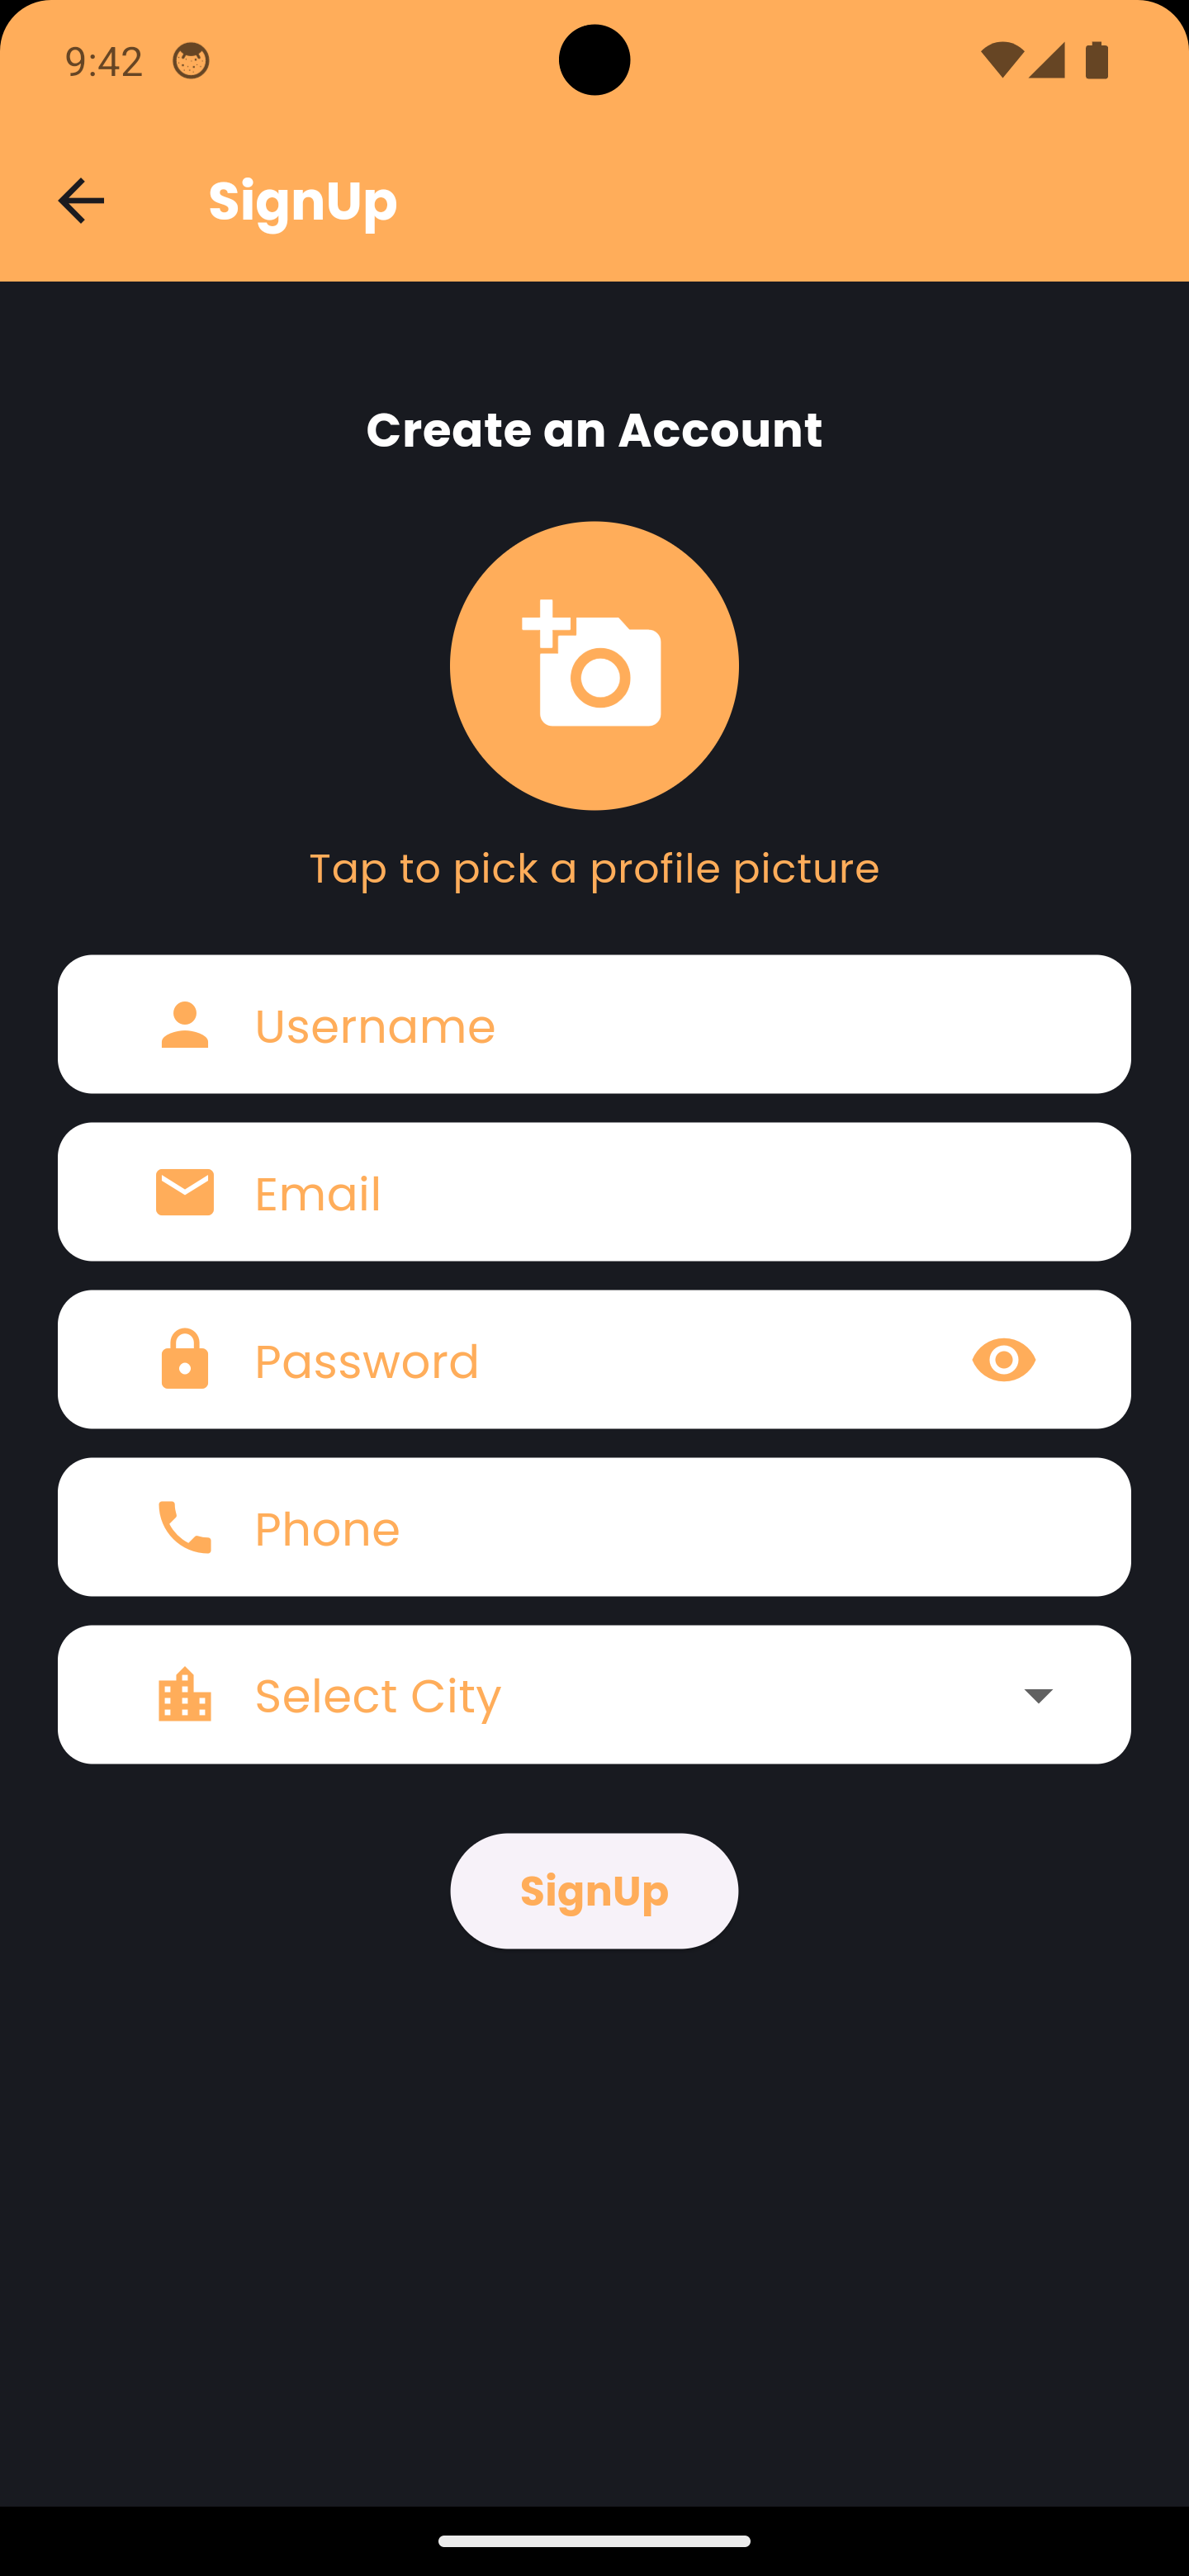 9:42
SignUp
Create an Account
Tap to pick a profile picture
Username
Email
Password
Phone
Select City
SignUp